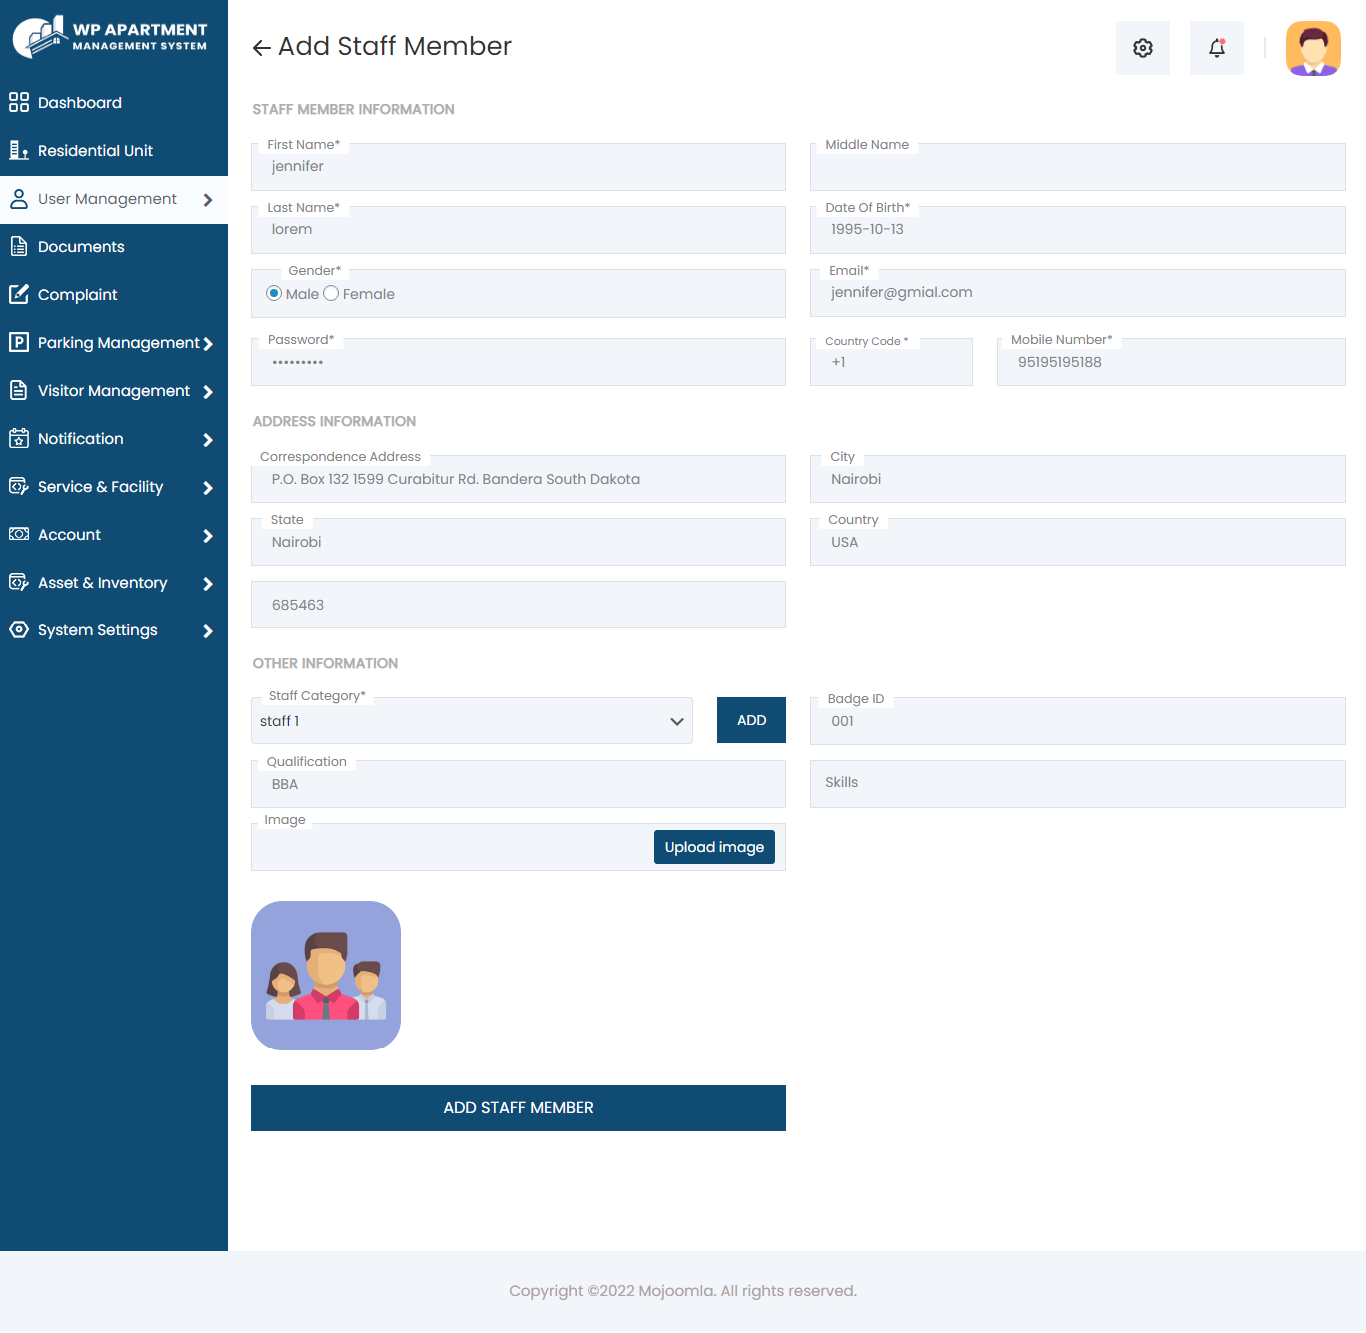 WP APARTMENT
MANAGEMENT SYSTEM
Dashboard
Residential Unit
User Management
Documents
Complaint
Parking Management
Visitor Management
Notification
Service & Facility
Account
Asset & Inventory
System Settings
Add Staff Member
STAFF MEMBER INFORMATION
First Name*
jennifer
Middle Name
Last Name*
lorem
Date Of Birth*
1995-10-13
Gender*
Male Female
Email*
jennifer@gmial.com
Password*
•••••••••
Country Code *
+1
Mobile Number*
95195195188
ADDRESS INFORMATION
Correspondence Address
P.O. Box 132 1599 Curabitur Rd. Bandera South Dakota
City
Nairobi
State
Nairobi
Country
USA
685463
OTHER INFORMATION
Staff Category*
staff 1
ADD
Badge ID
001
Qualification
BBA
Skills
Image
Upload image
ADD STAFF MEMBER
Copyright ©2022 Mojoomla. All rights reserved.